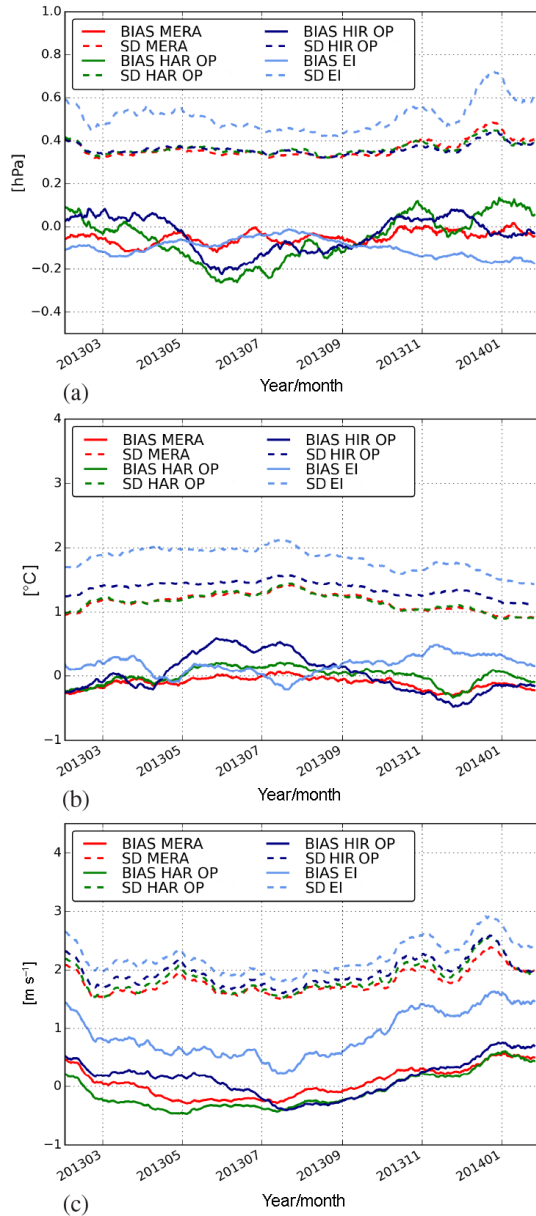 BIAS MERA
SD MERA
BIAS HAR OP
SD HAR OP
BIAS HIR OP
SD HIR OP
BIAS EI
SD EI
1.0
0.8
0.6
0.4
0.2
0.0
−0.2
−0.4
[hPa]
201303
201305
201307
201309
201311
201401
Year/month
(a)
BIAS MERA
SD MERA
BIAS HAR OP
SD HAR OP
BIAS HIR OP
SD HIR OP
BIAS EI
SD EI
4
3
2
1
0
−1
[°C]
201303
201305
201307
201309
201311
201401
Year/month
(b)
BIAS MERA
SD MERA
BIAS HAR OP
SD HAR OP
BIAS HIR OP
SD HIR OP
BIAS EI
SD EI
4
3
2
1
0
−1
[m s⁻¹]
201303
201305
201307
201309
201311
201401
Year/month
(c)